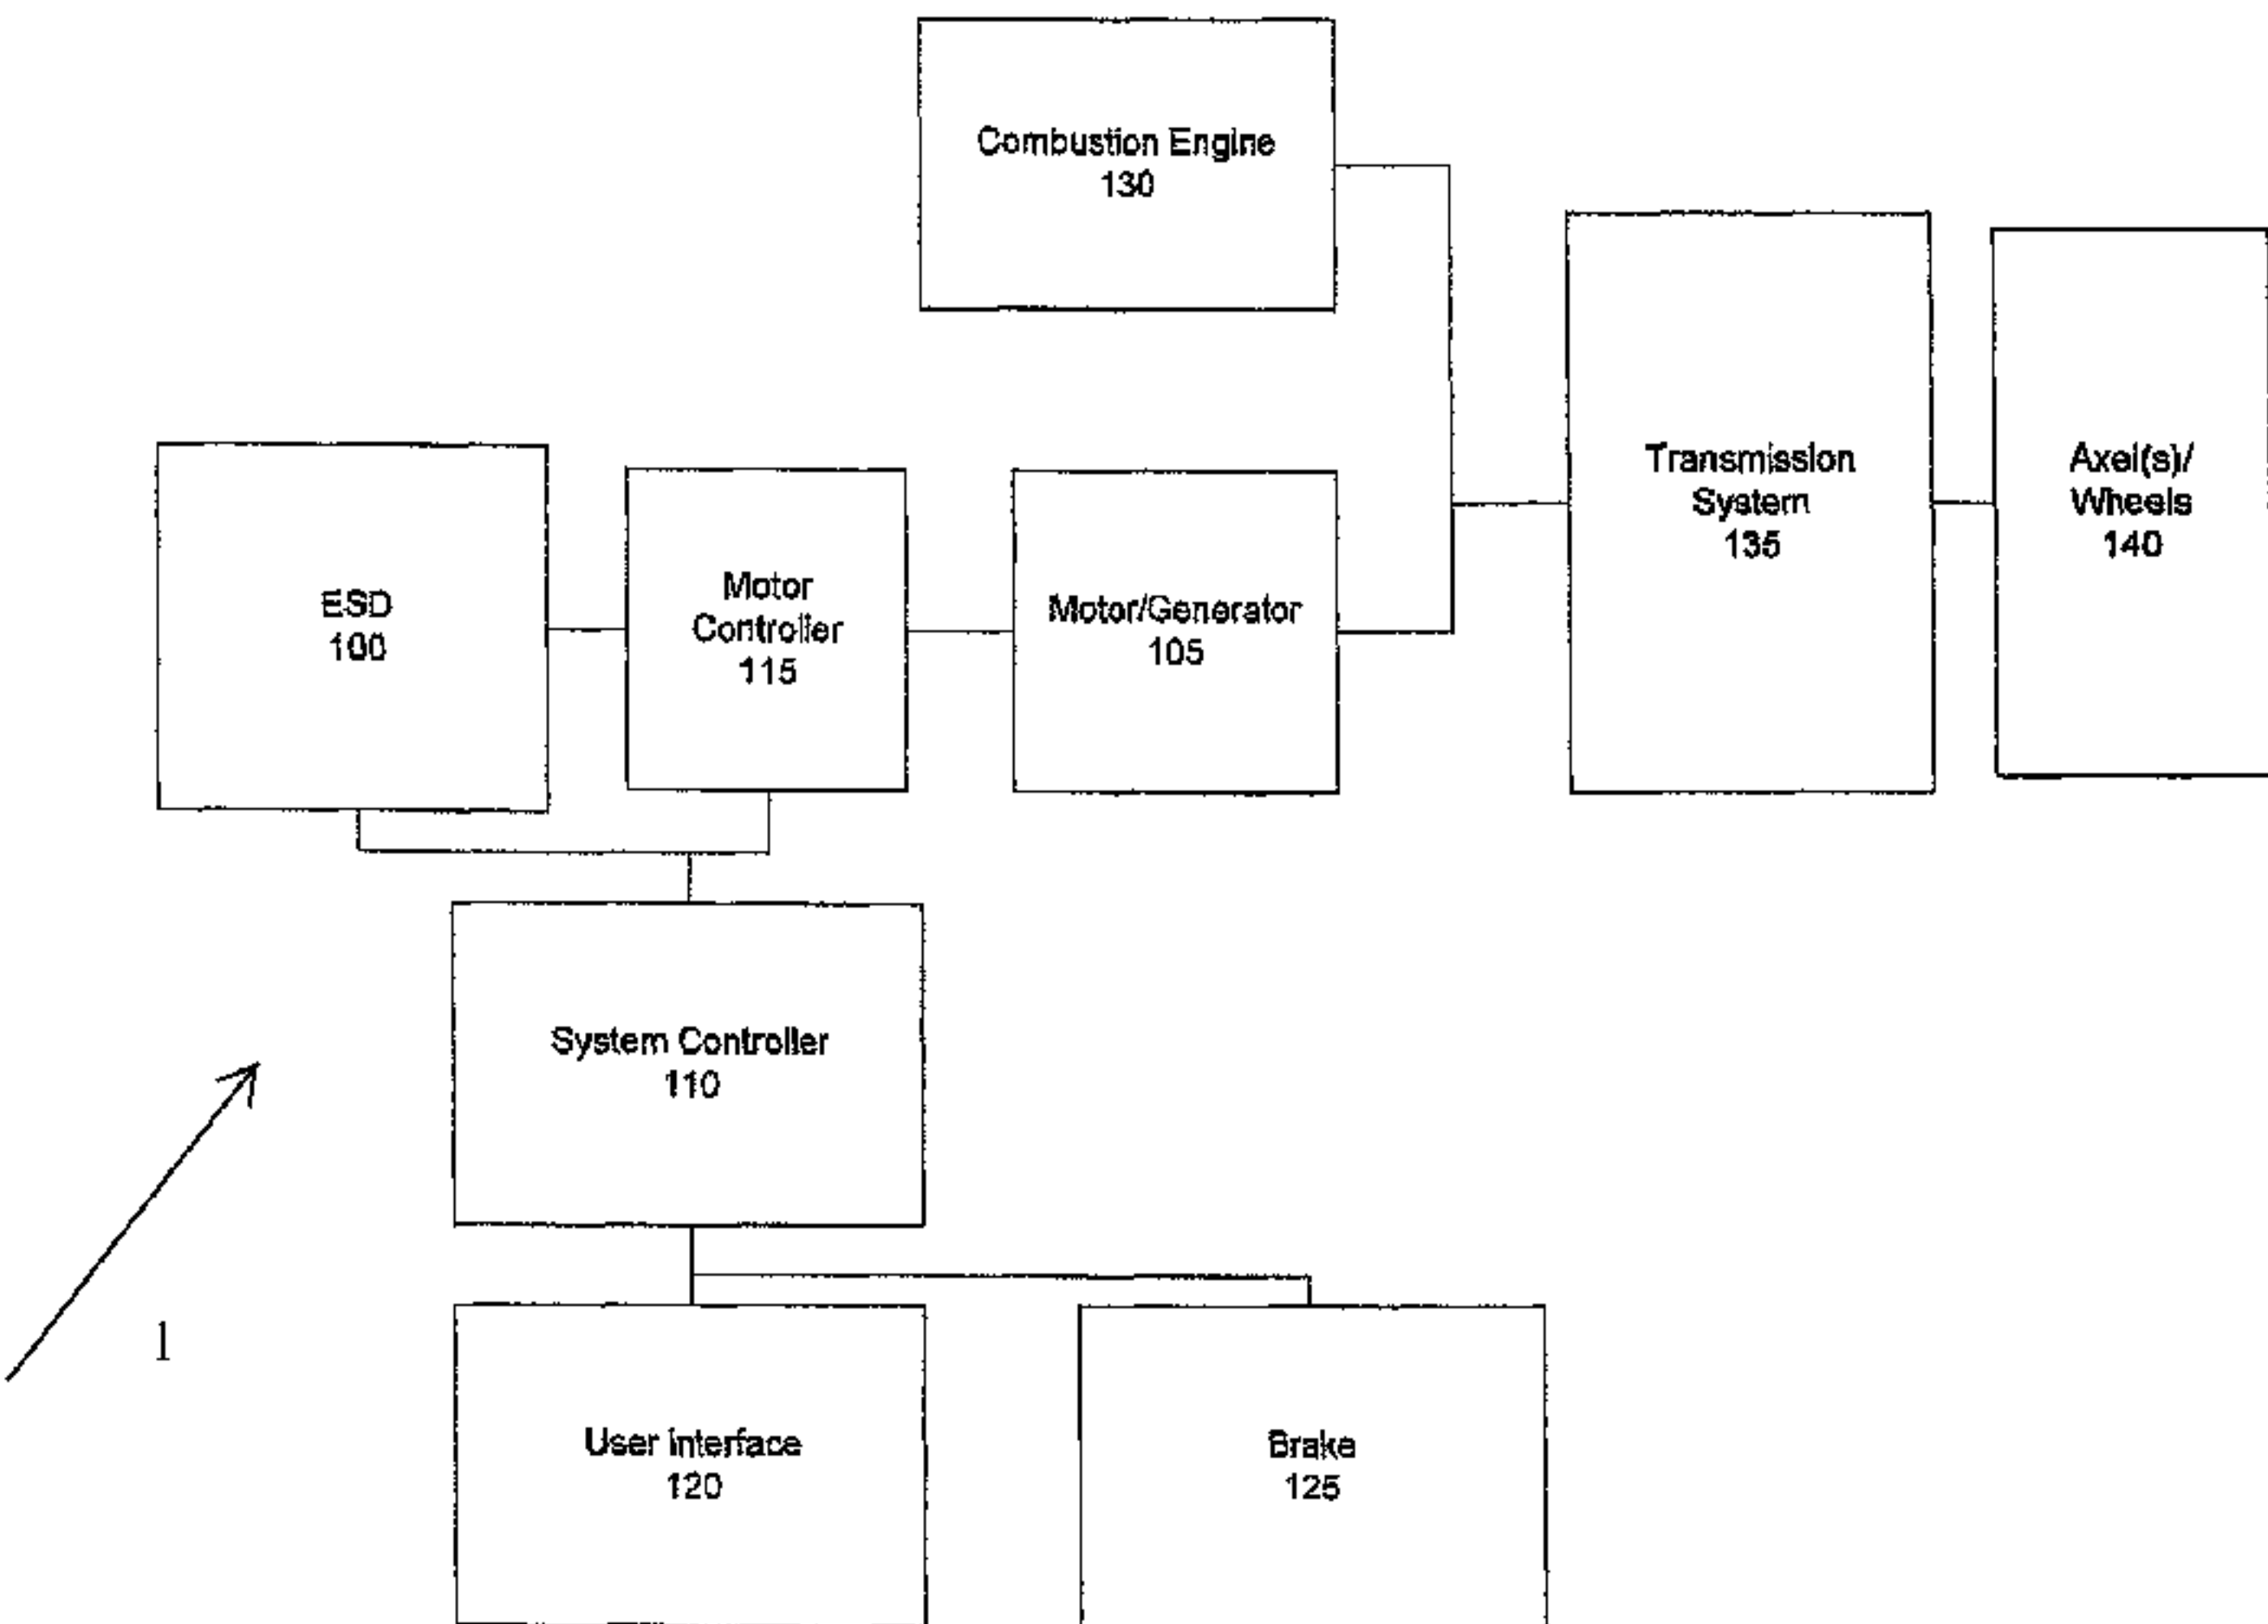 Combustion Engine
130
Transmission
System
135
Axel(s)/
Wheels
140
ESD
100
Motor
Controller
115
Motor/Generator
105
System Controller
110
1
User Interface
120
Brake
125